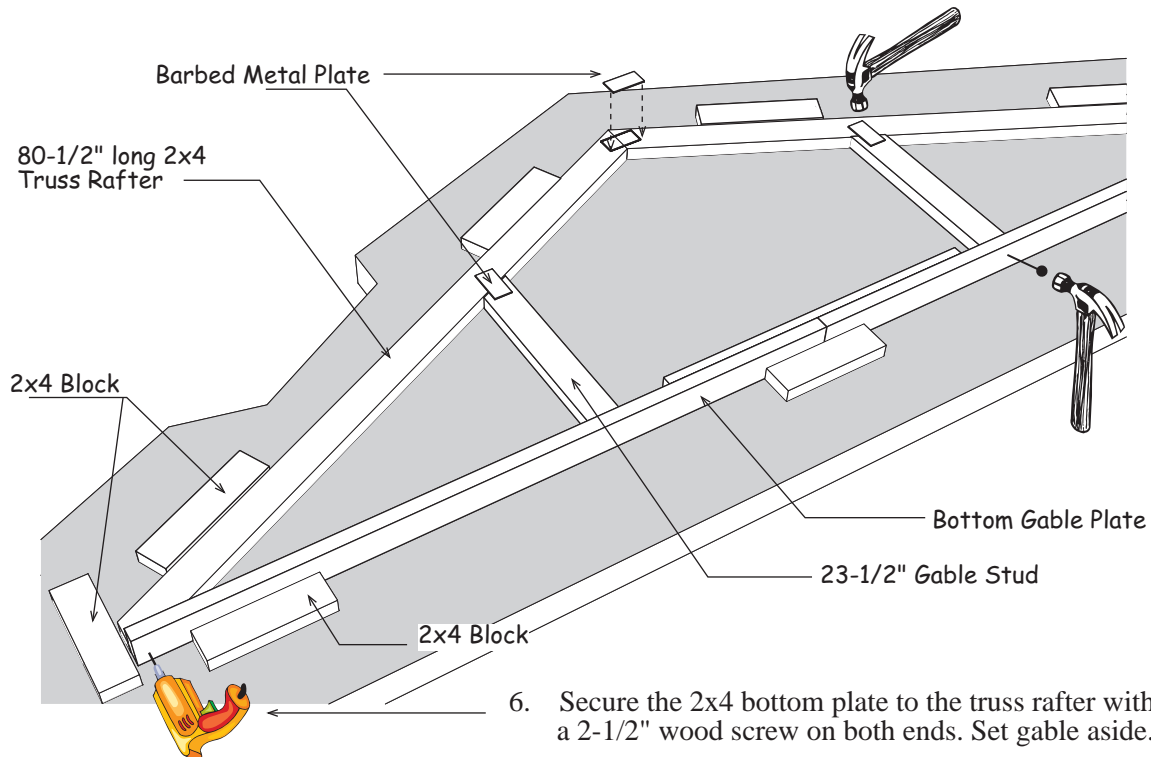 Barbed Metal Plate
80-1/2" long 2x4
Truss Rafter
2x4 Block
Bottom Gable Plate
23-1/2" Gable Stud
2x4 Block
6. Secure the 2x4 bottom plate to the truss rafter with
a 2-1/2" wood screw on both ends. Set gable aside.